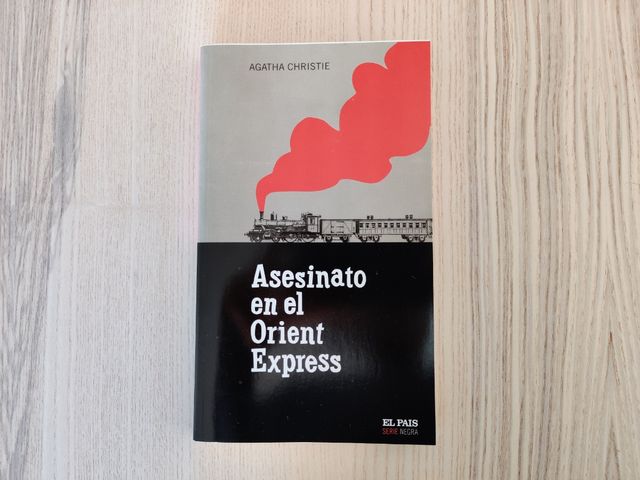 AGATHA CHRISTIE
Asesinato
en el
Orient
Express
EL PAIS
SERIE NEGRA